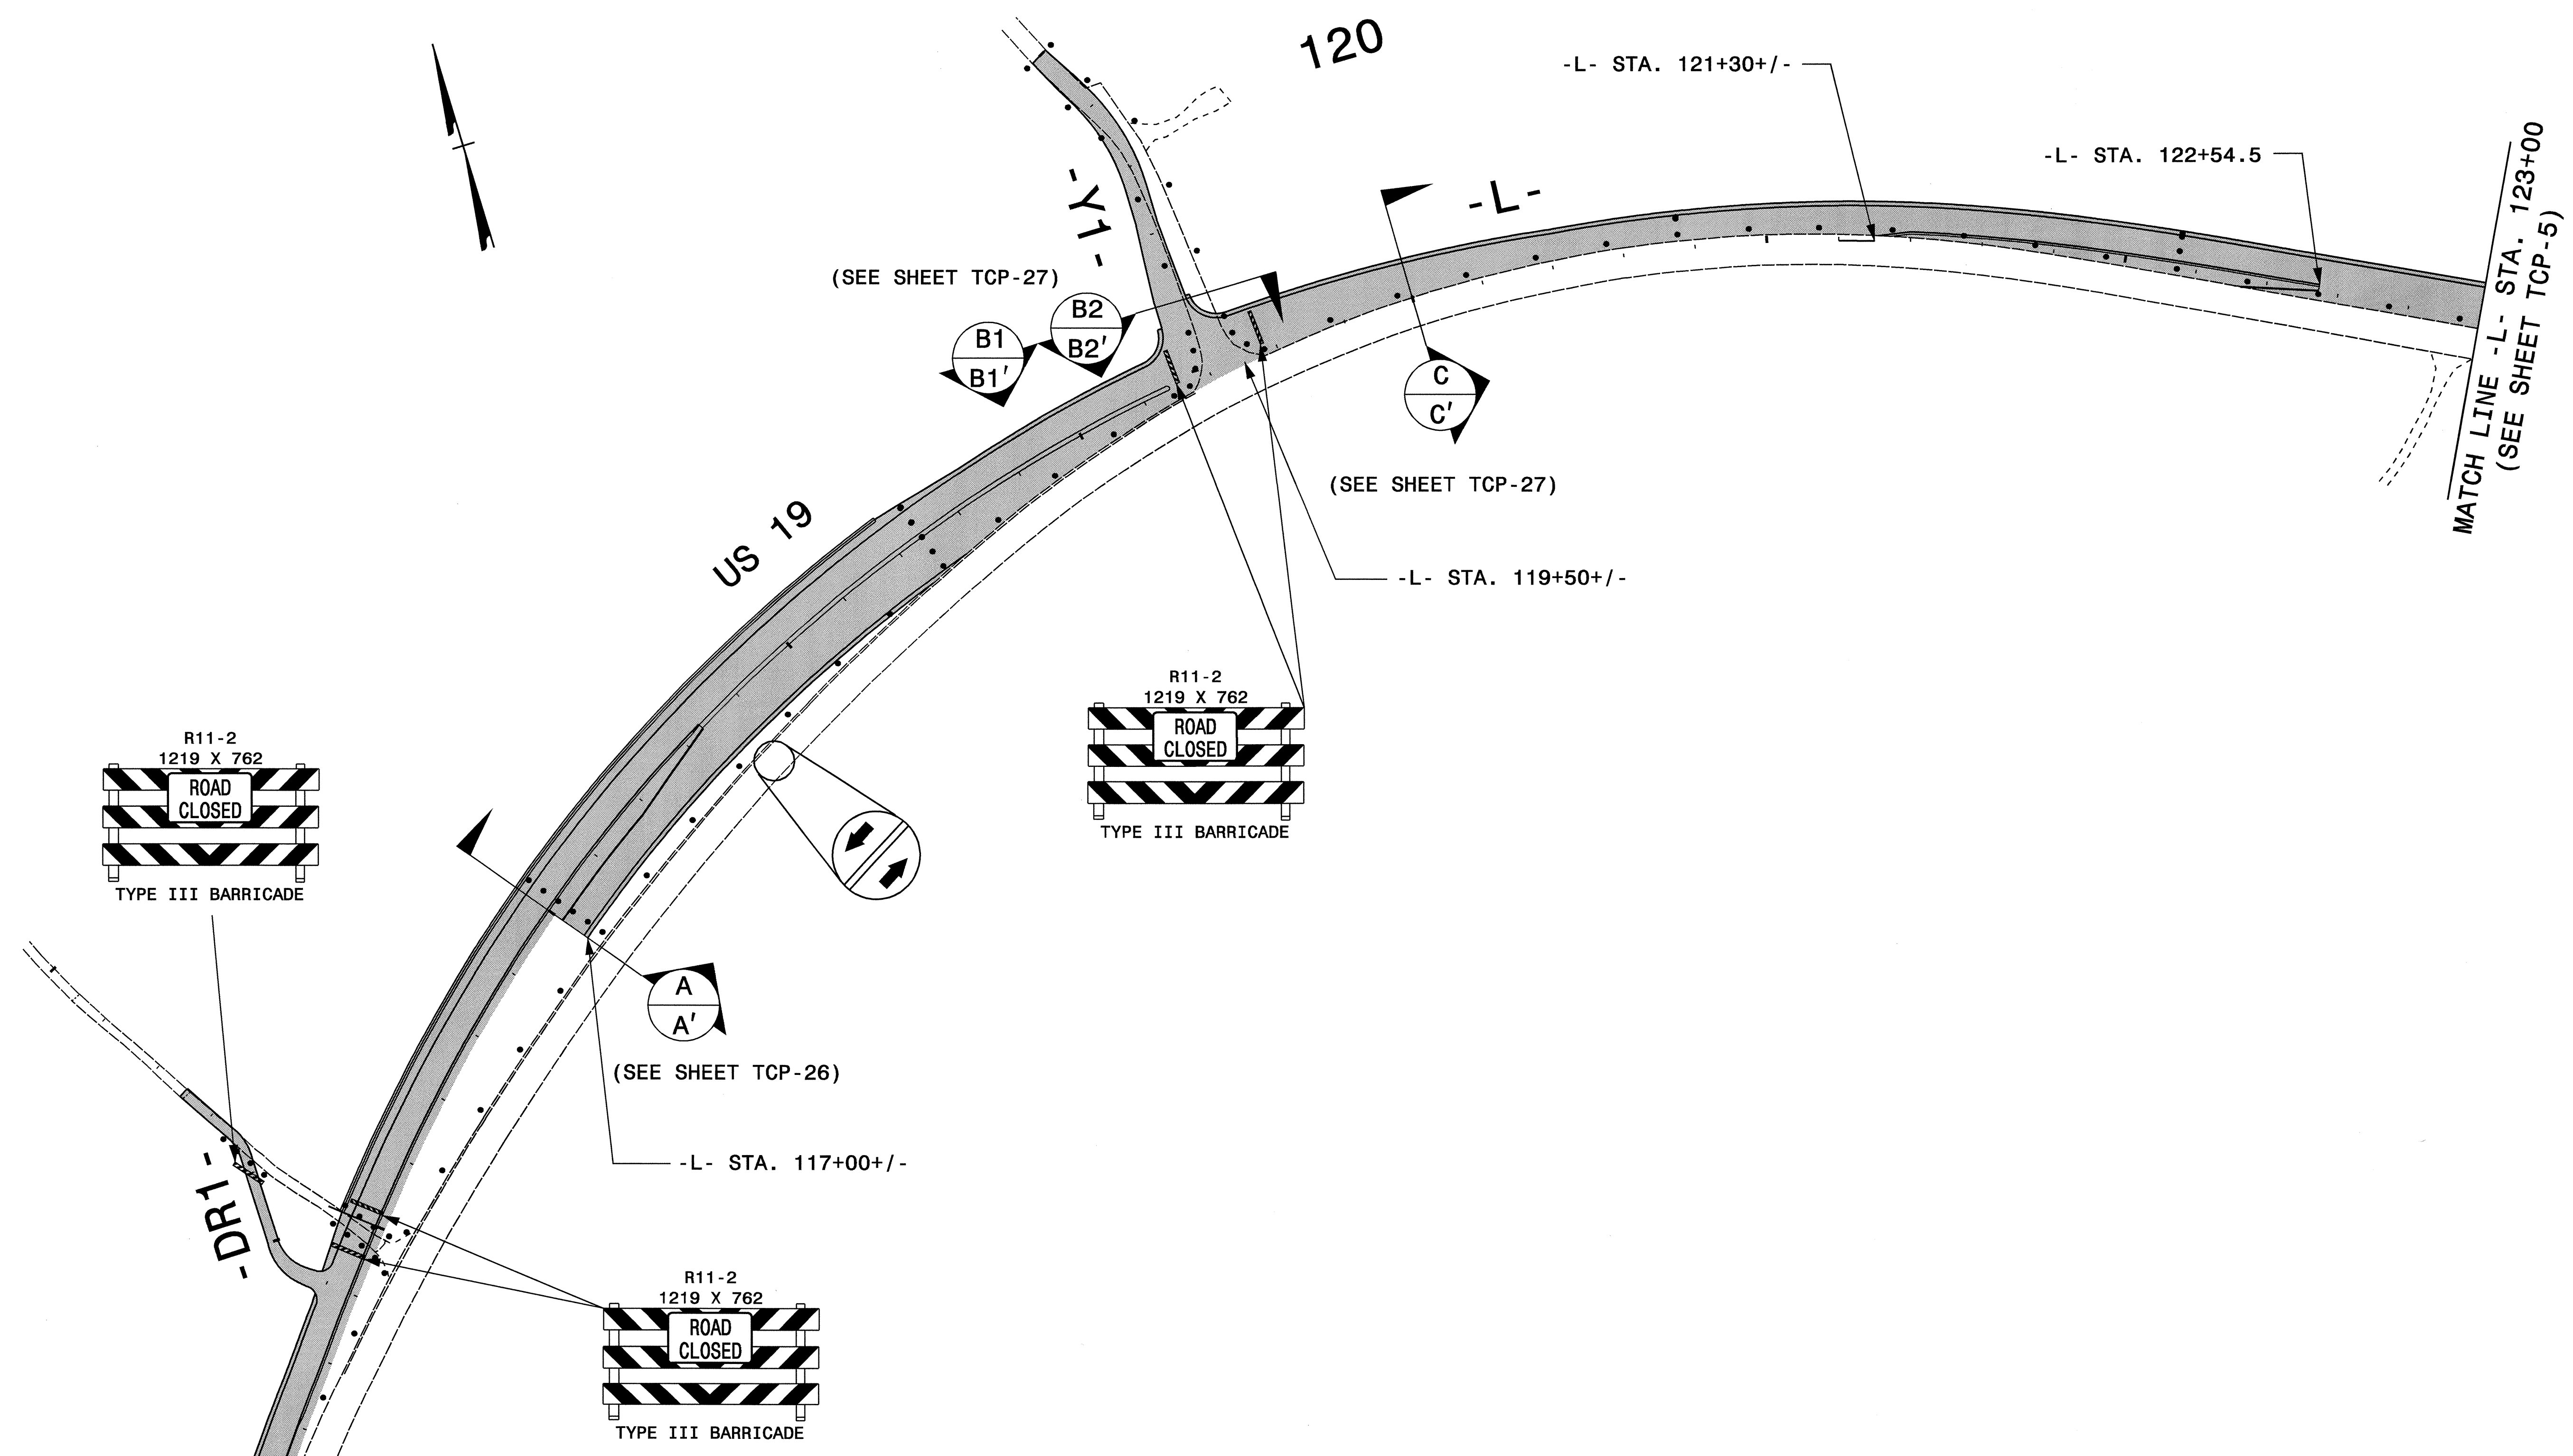 120
-L- STA. 121+30+/-
-L- STA. 122+54.5
MATCH LINE -L- STA. 123+00
(SEE SHEET TCP-5)
-Y1-
-L-
(SEE SHEET TCP-27)
B2
B2'
B1
B1'
C
C'
(SEE SHEET TCP-27)
US 19
-L- STA. 119+50+/-
R11-2
1219 X 762
ROAD
CLOSED
TYPE III BARRICADE
R11-2
1219 X 762
ROAD
CLOSED
TYPE III BARRICADE
A
A'
(SEE SHEET TCP-26)
-L- STA. 117+00+/-
-DR1-
R11-2
1219 X 762
ROAD
CLOSED
TYPE III BARRICADE